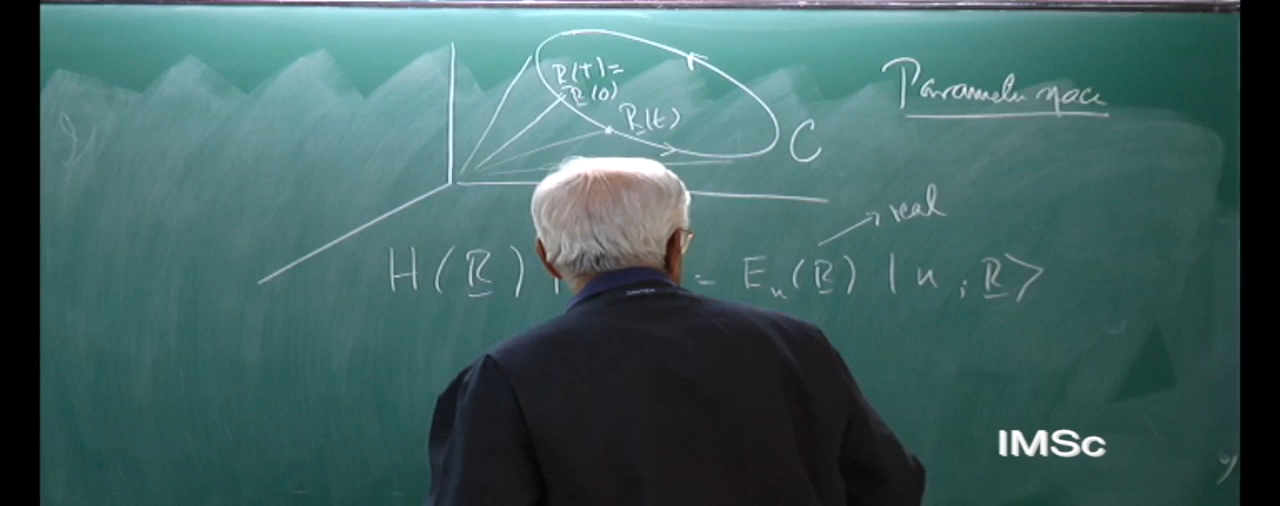 R(T)=
R(0)
R(t)
C
Parameter space
real
H(R) | = Eₙ(R) |n, R⟩
IMSc